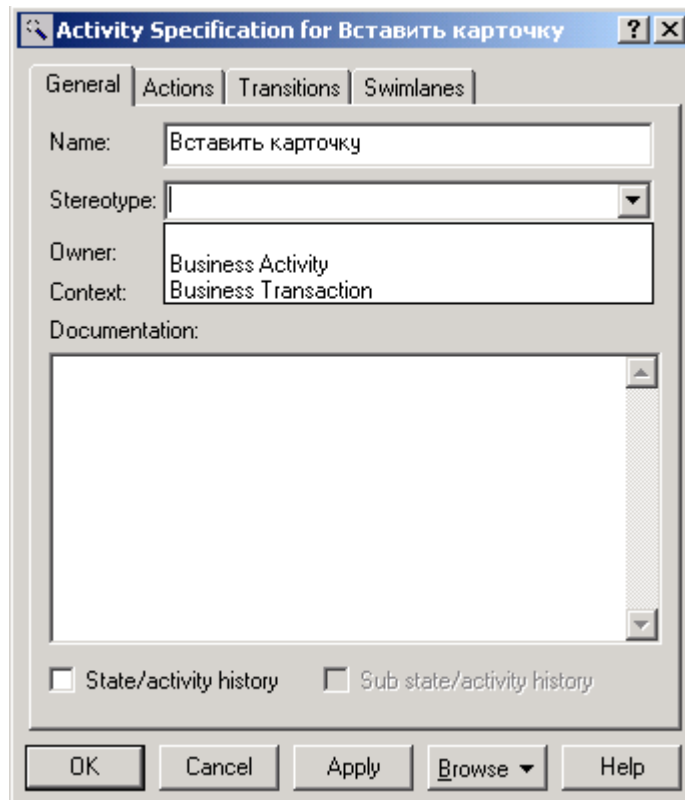 Activity Specification for Вставить карточку
General Actions Transitions Swimlanes
Name: Вставить карточку
Stereotype:
Owner:
Business Activity
Context: Business Transaction
Documentation:
State/activity history Sub state/activity history
OK Cancel Apply Browse Help